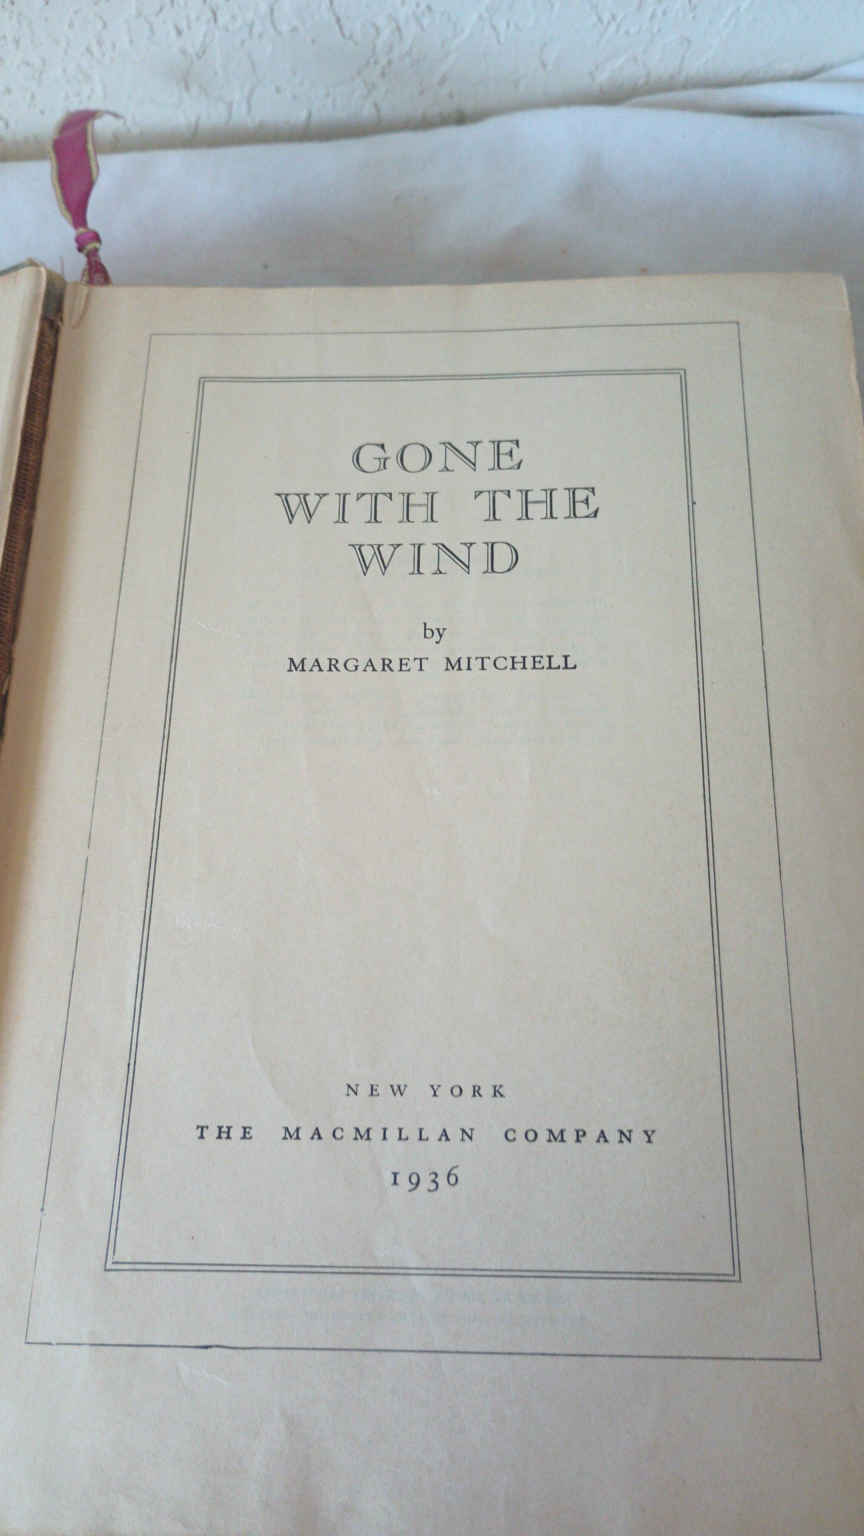 GONE
WITH THE
WIND
by
MARGARET MITCHELL
NEW YORK
THE MACMILLAN COMPANY
1936